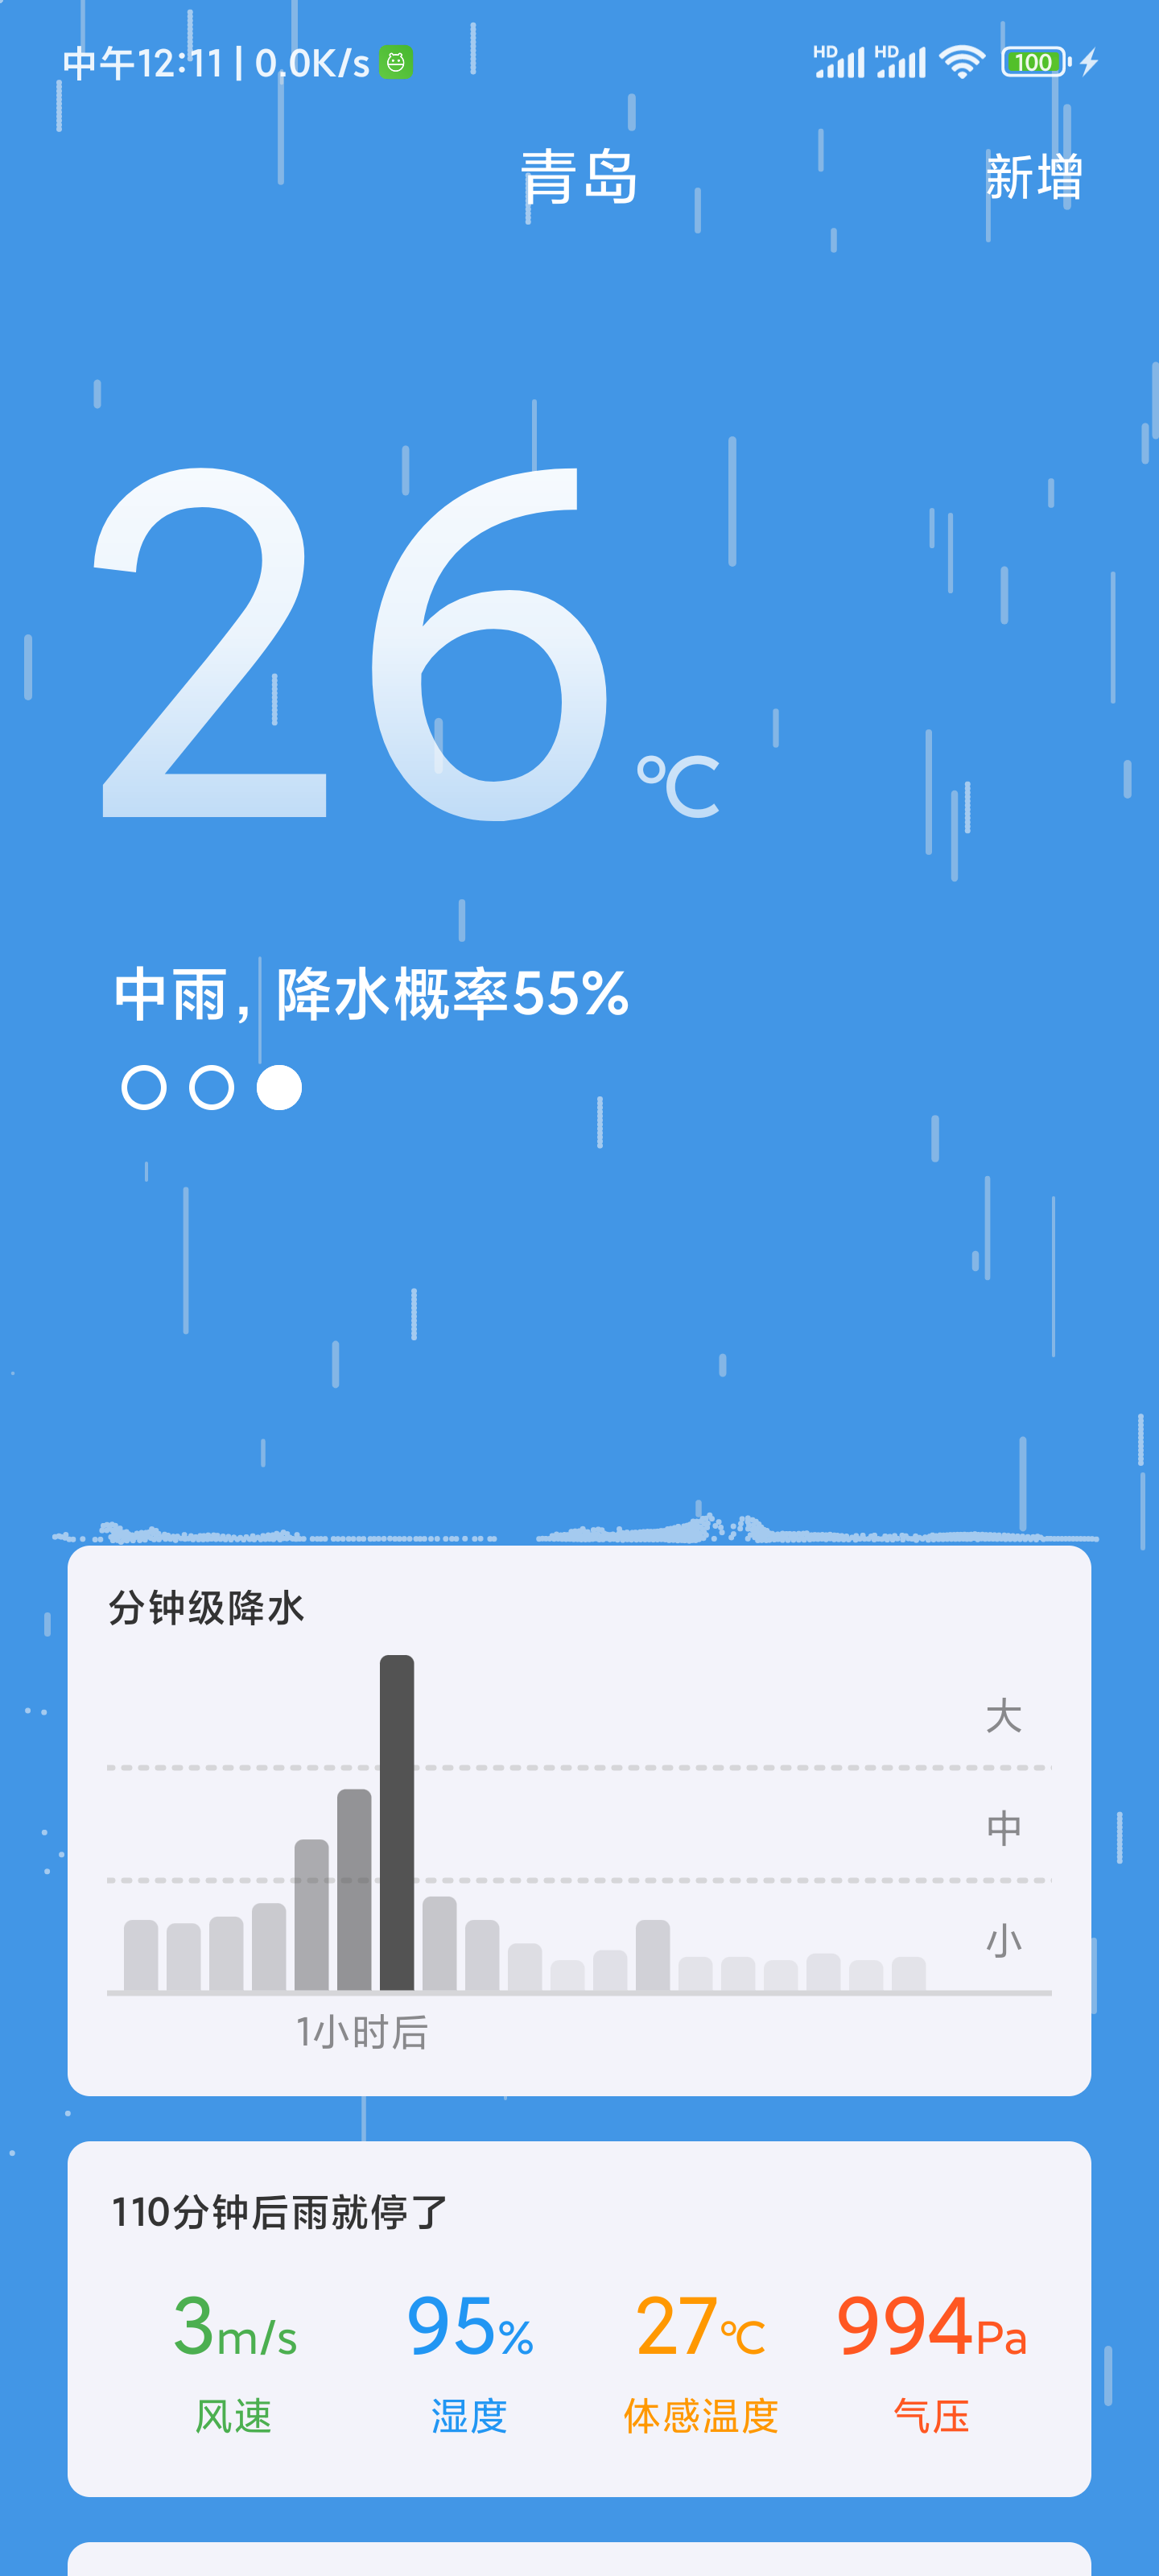 中午12:11 | 0.0K/s
HD HD 100
青岛
新增
26℃
中雨, 降水概率55%
分钟级降水
大
中
小
1小时后
110分钟后雨就停了
3m/s 95% 27℃ 994Pa
风速 湿度 体感温度 气压